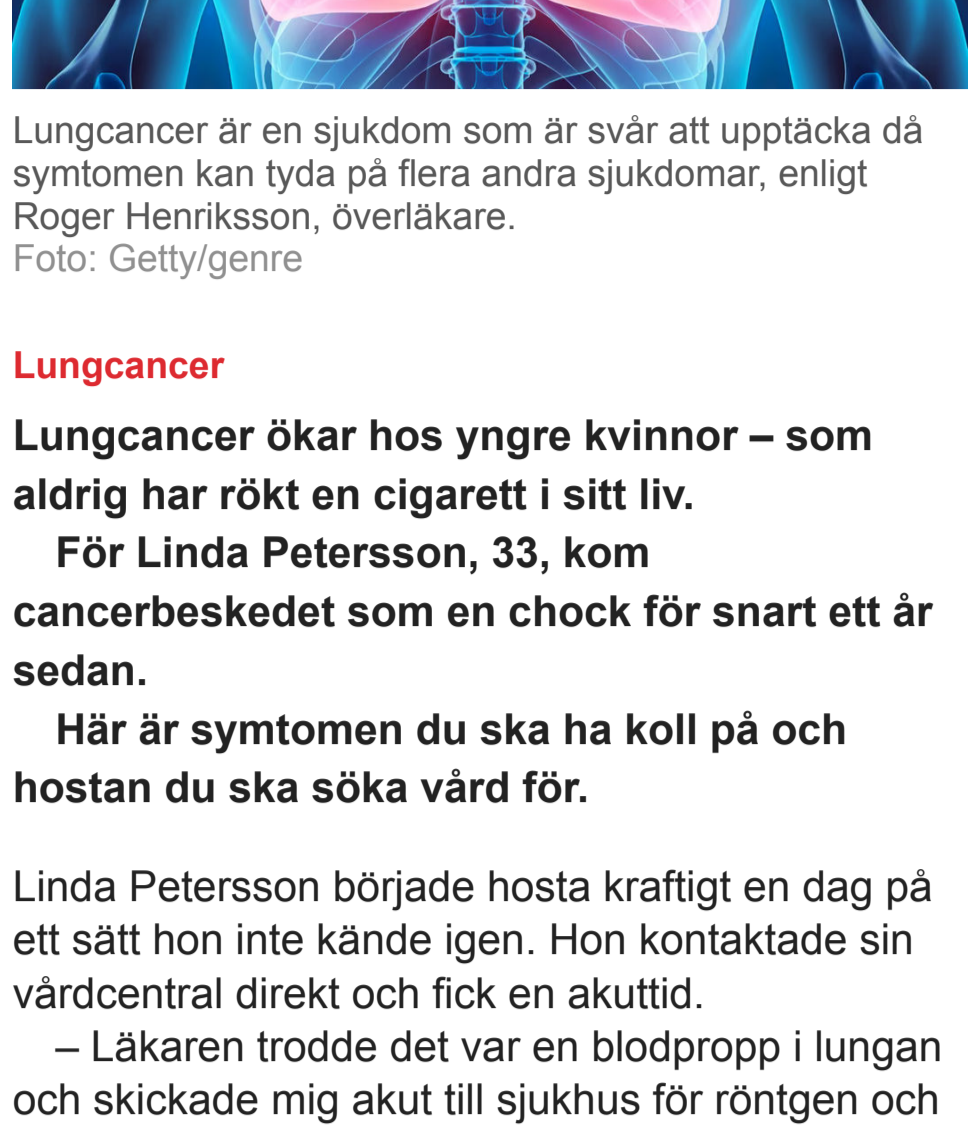 Lungcancer är en sjukdom som är svår att upptäcka då
symtomen kan tyda på flera andra sjukdomar, enligt
Roger Henriksson, överläkare.
Foto: Getty/genre
Lungcancer
Lungcancer ökar hos yngre kvinnor – som
aldrig har rökt en cigarett i sitt liv.
För Linda Petersson, 33, kom
cancerbeskedet som en chock för snart ett år
sedan.
Här är symtomen du ska ha koll på och
hostan du ska söka vård för.
Linda Petersson började hosta kraftigt en dag på
ett sätt hon inte kände igen. Hon kontaktade sin
vårdcentral direkt och fick en akuttid.
– Läkaren trodde det var en blodpropp i lungan
och skickade mig akut till sjukhus för röntgen och